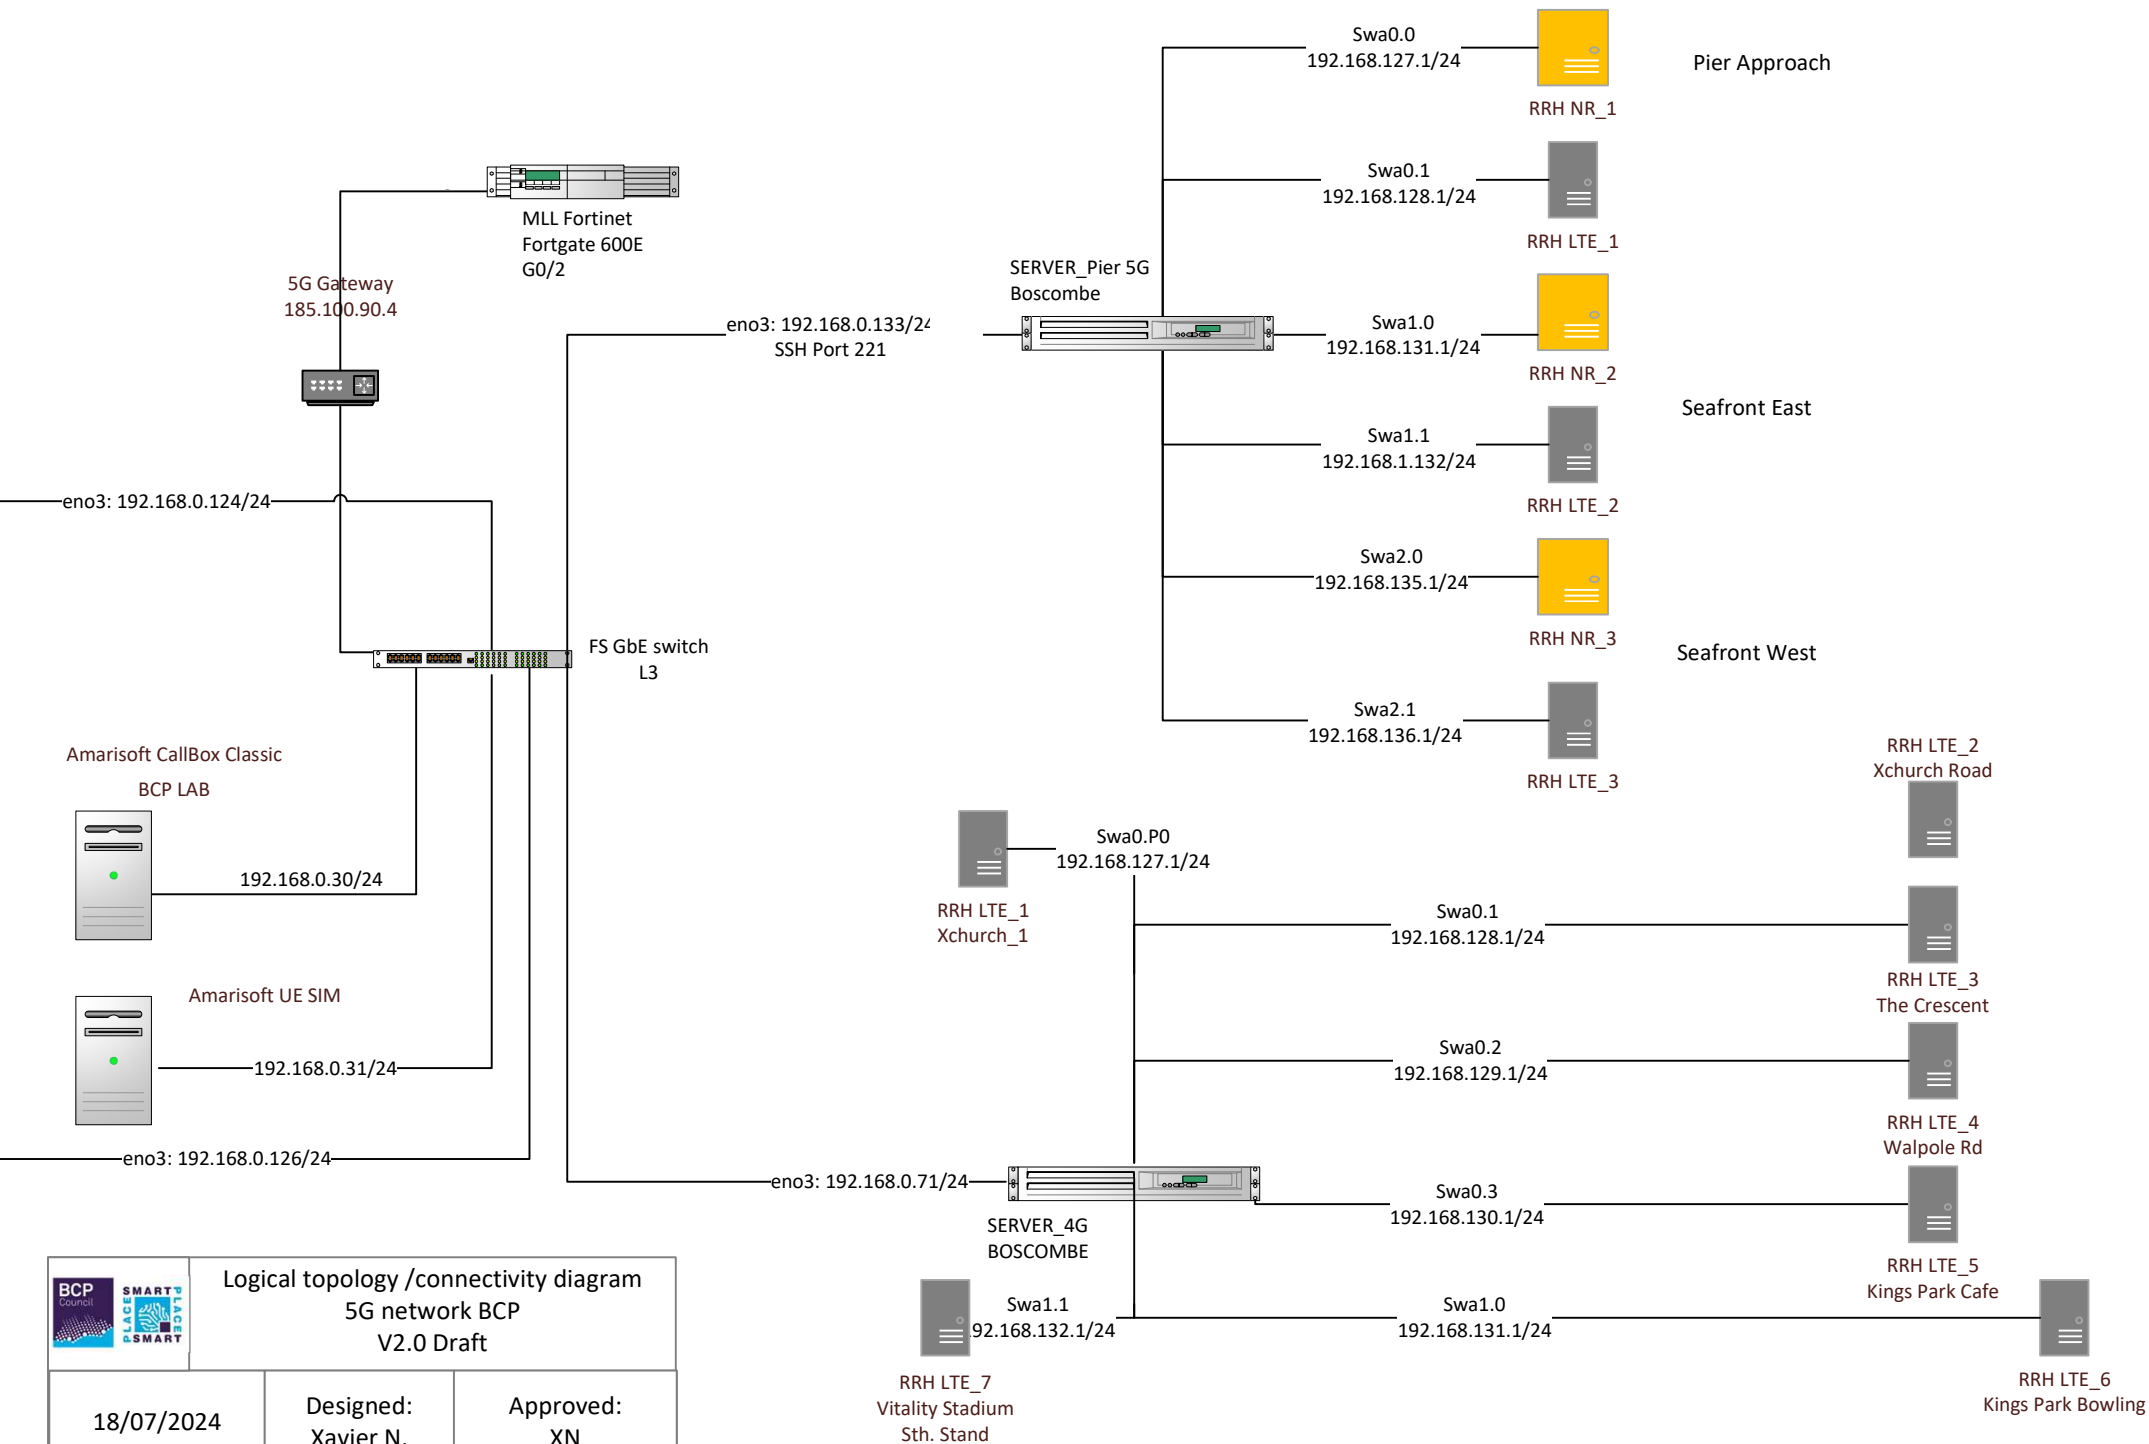 Swa0.0
192.168.127.1/24
Pier Approach
RRH NR_1
Swa0.1
192.168.128.1/24
RRH LTE_1
MLL Fortinet
Fortgate 600E
G0/2
5G Gateway
185.100.90.4
SERVER_Pier 5G
Boscombe
eno3: 192.168.0.133/24
SSH Port 221
Swa1.0
192.168.131.1/24
RRH NR_2
Seafront East
Swa1.1
192.168.1.132/24
RRH LTE_2
eno3: 192.168.0.124/24
Swa2.0
192.168.135.1/24
RRH NR_3
Seafront West
FS GbE switch
L3
Swa2.1
192.168.136.1/24
RRH LTE_3
Amarisoft CallBox Classic
BCP LAB
192.168.0.30/24
RRH LTE_2
Xchurch Road
Swa0.P0
192.168.127.1/24
RRH LTE_1
Xchurch_1
Swa0.1
192.168.128.1/24
RRH LTE_3
The Crescent
Amarisoft UE SIM
192.168.0.31/24
Swa0.2
192.168.129.1/24
RRH LTE_4
Walpole Rd
eno3: 192.168.0.126/24
eno3: 192.168.0.71/24
SERVER_4G
BOSCOMBE
Swa0.3
192.168.130.1/24
RRH LTE_5
Kings Park Cafe
Swa1.1
92.168.132.1/24
Swa1.0
192.168.131.1/24
RRH LTE_7
Vitality Stadium
Sth. Stand
RRH LTE_6
Kings Park Bowling
BCP
Council
SMART
PLACE
SMART
PLACE
Logical topology /connectivity diagram
5G network BCP
V2.0 Draft
18/07/2024
Designed:
Xavier N.
Approved:
XN